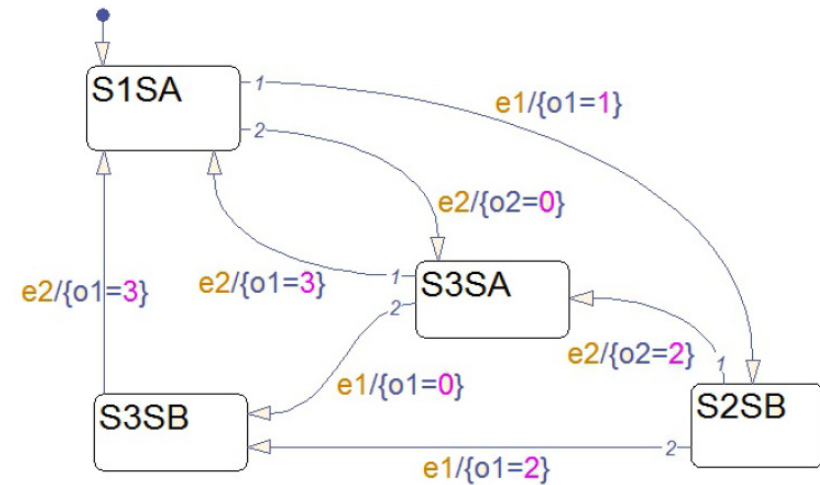 S1SA
1
e1/{o1=1}
2
e2/{o2=0}
e2/{o1=3}
e2/{o1=3}
1
S3SA
2
e2/{o2=2}
1
e1/{o1=0}
S3SB
S2SB
2
e1/{o1=2}